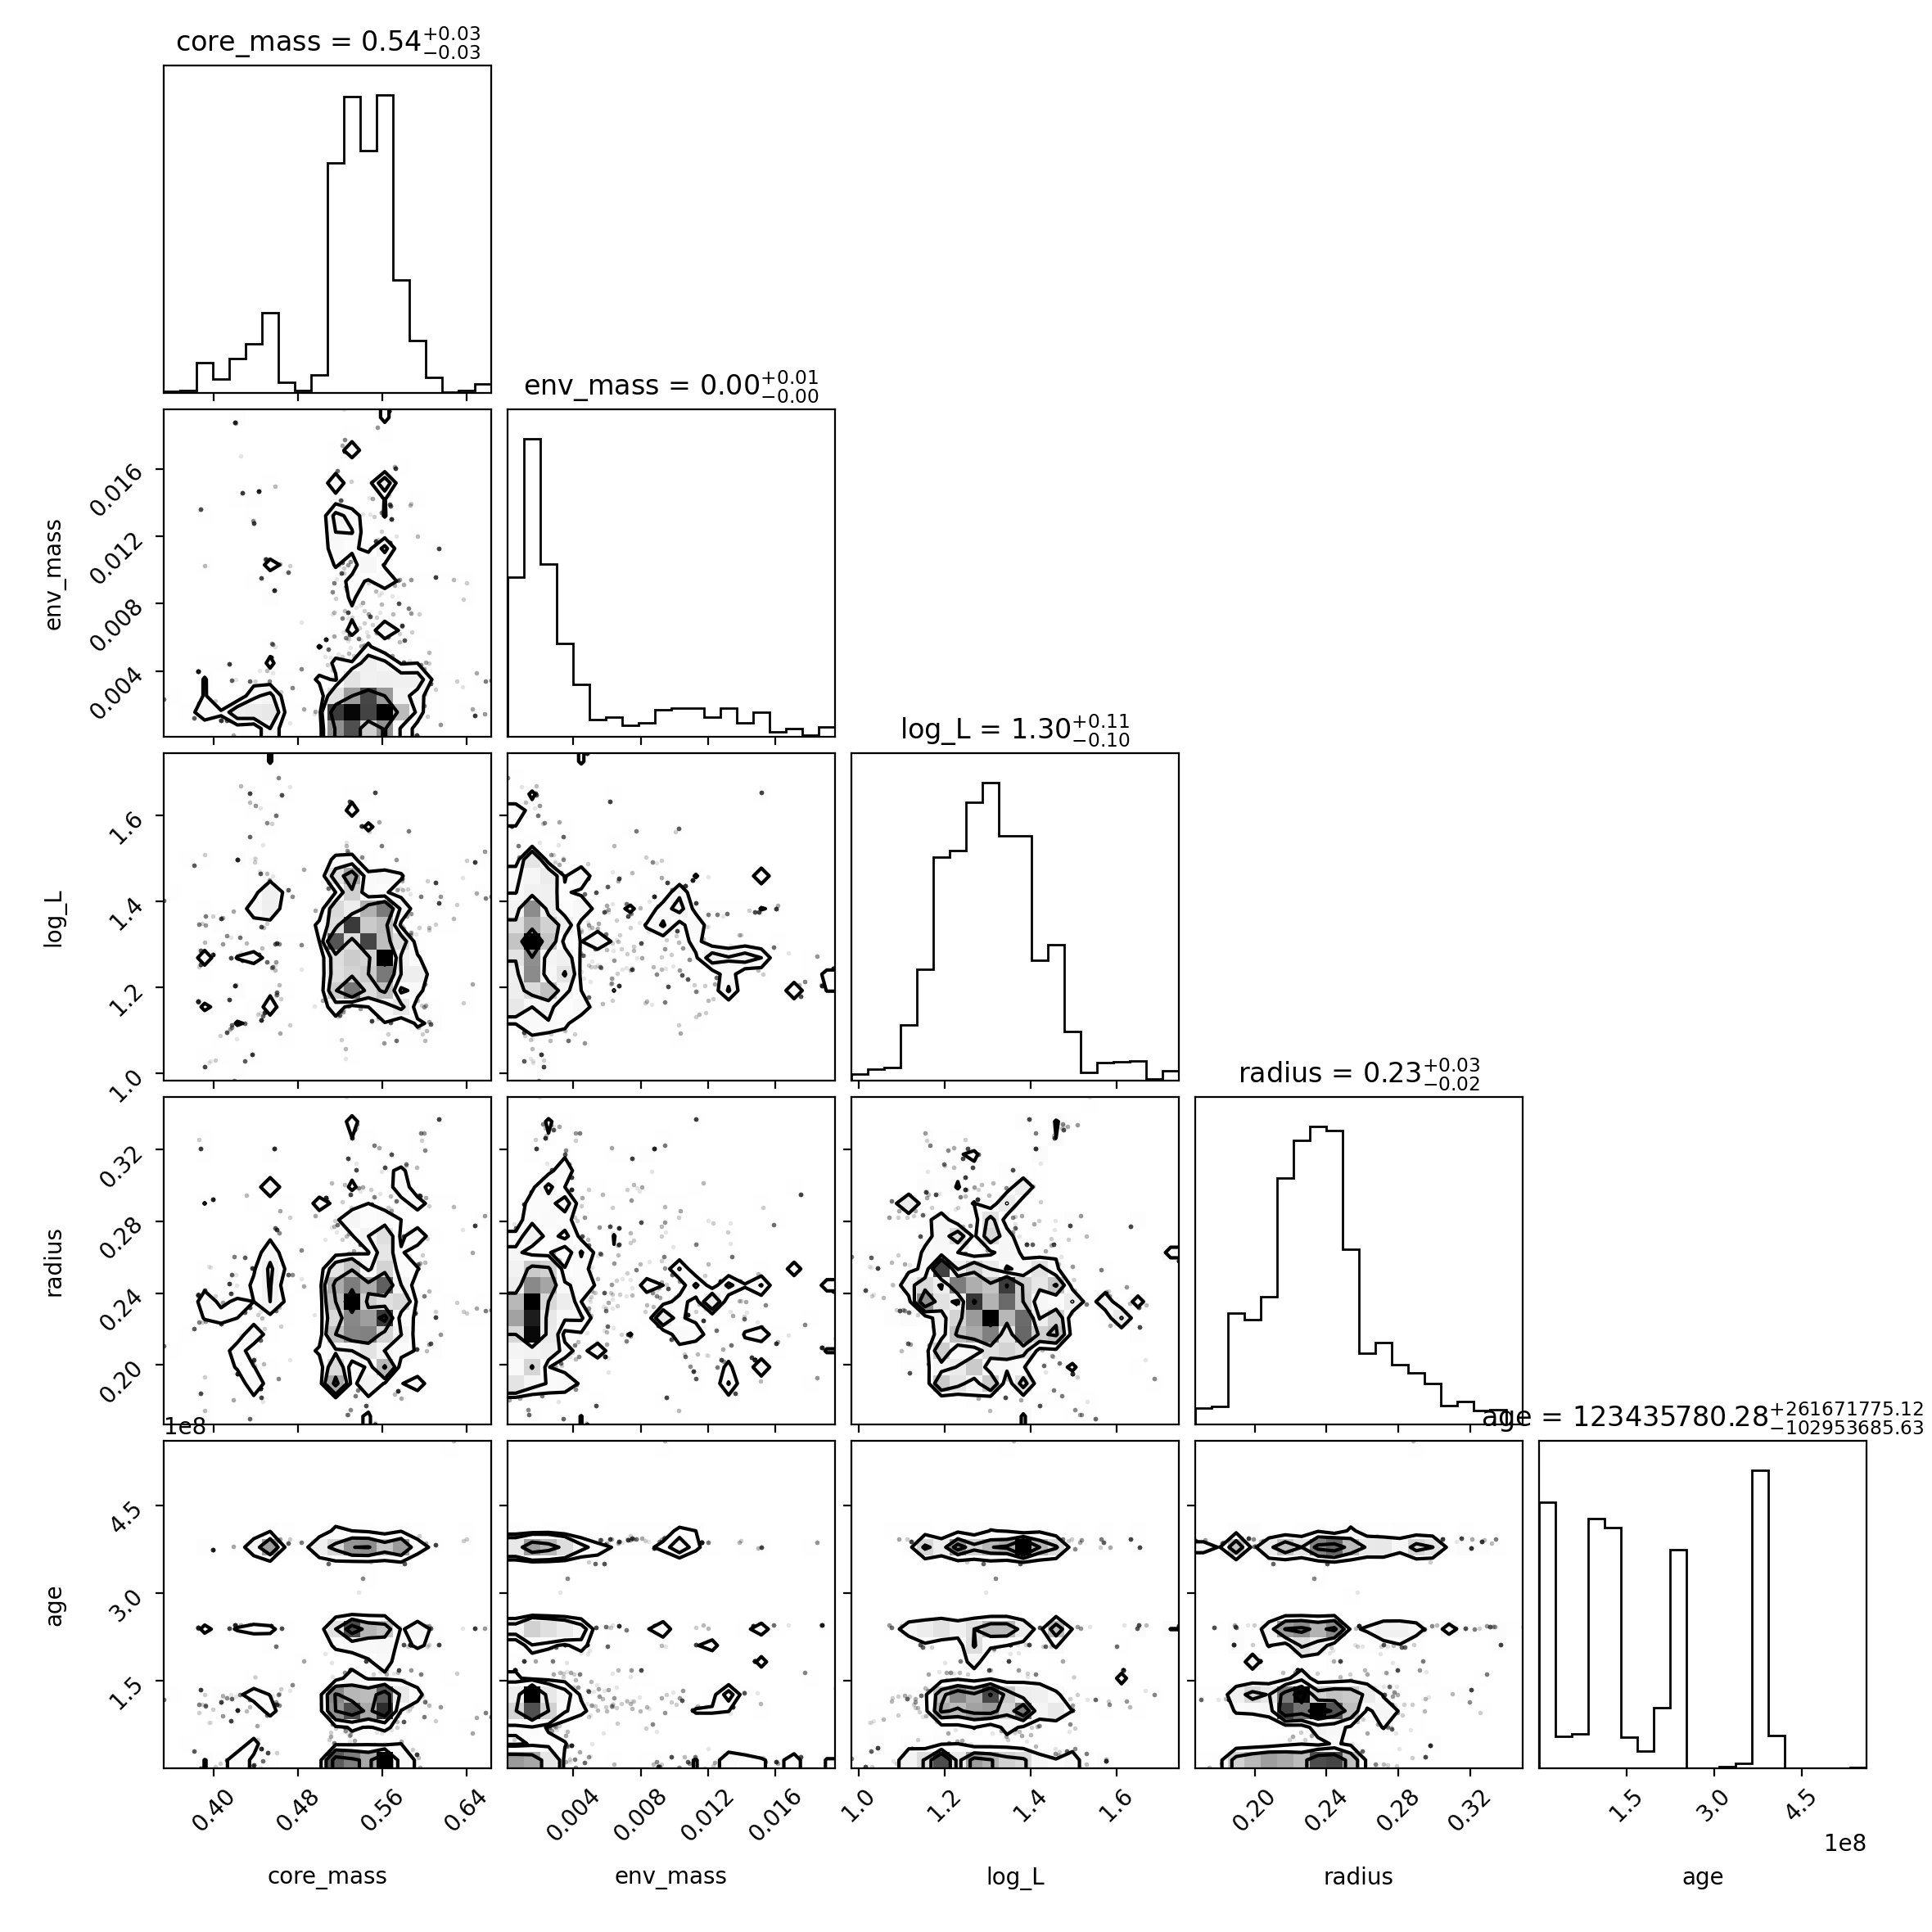 core_mass = 0.54 +0.03 −0.03
env_mass = 0.00 +0.01 −0.00
0.016
0.012
0.008
0.004
env_mass
log_L = 1.30 +0.11 −0.10
1.6
1.4
1.2
1.0
log_L
radius = 0.23 +0.03 −0.02
0.32
0.28
0.24
0.20
radius
1e8
age = 123435780.28 +261671775.12 −102953685.63
4.5
3.0
1.5
age
0.40 0.48 0.56 0.64
0.004 0.008 0.012 0.016
1.0 1.2 1.4 1.6
0.20 0.24 0.28 0.32
1.5 3.0 4.5
1e8
core_mass
env_mass
log_L
radius
age